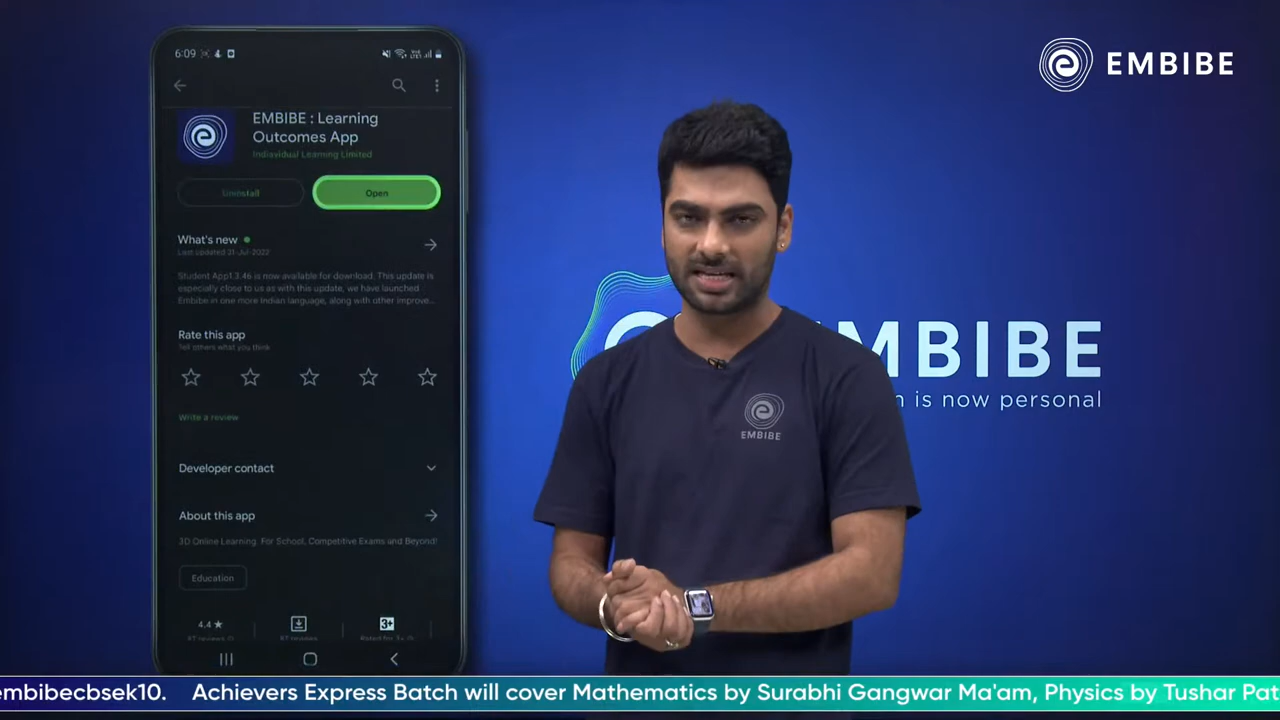 6:09
EMBIBE : Learning
Outcomes App
Indiavidual Learning Limited
Uninstall
Open
What's new
Last updated 31-Jul-2022
Student App1.3.46 is now available for download. This update is
especially close to us as with this update, we have launched
Embibe in one more Indian language, along with other improve...
Rate this app
Tell others what you think
Write a review
Developer contact
About this app
3D Online Learning. For School, Competitive Exams and Beyond!
Education
4.4 ★
3+
EMBIBE
EMBIBE
n is now personal
EMBIBE
embibecbsek10. Achievers Express Batch will cover Mathematics by Surabhi Gangwar Ma'am, Physics by Tushar Pat